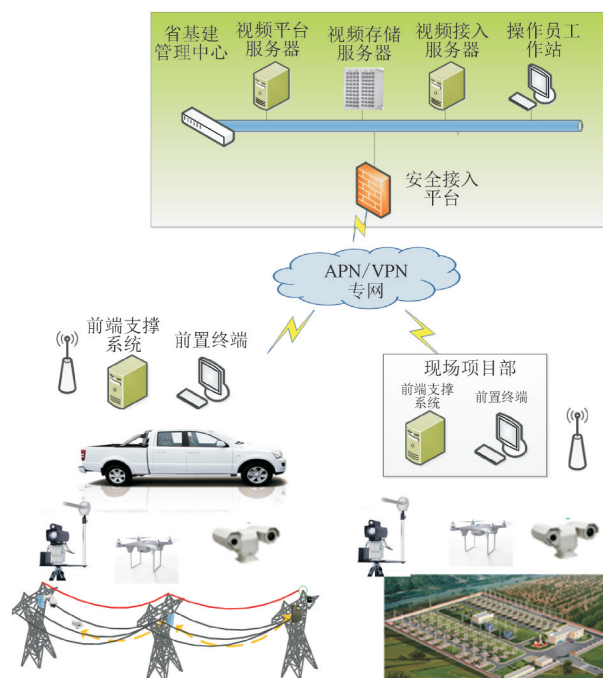 省基建
管理中心
视频平台
服务器
视频存储
服务器
视频接入
服务器
操作员工
作站
安全接入
平台
APN/VPN
专网
前端支撑
系统
前置终端
现场项目部
前端支撑
系统
前置终端